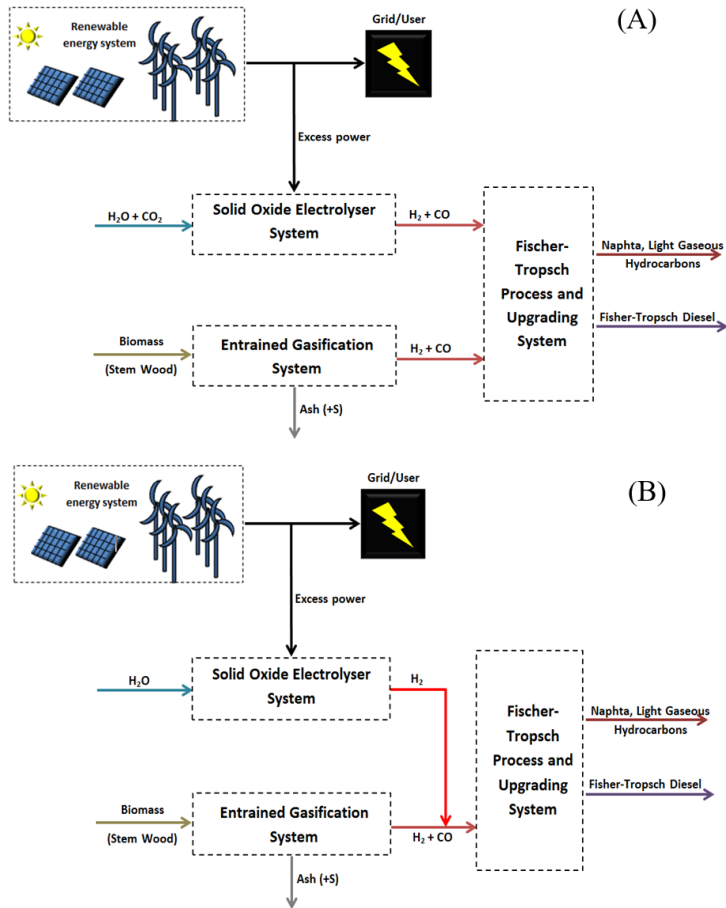 (A)
Grid/User
Renewable
energy system
Excess power
H₂O + CO₂
Solid Oxide Electrolyser
System
H₂ + CO
Fischer-
Tropsch
Process and
Upgrading
System
Naphta, Light Gaseous
Hydrocarbons
Fisher-Tropsch Diesel
Biomass
(Stem Wood)
Entrained Gasification
System
H₂ + CO
Ash (+S)
(B)
Grid/User
Renewable
energy system
Excess power
H₂O
Solid Oxide Electrolyser
System
H₂
Fischer-
Tropsch
Process and
Upgrading
System
Naphta, Light Gaseous
Hydrocarbons
Fisher-Tropsch Diesel
Biomass
(Stem Wood)
Entrained Gasification
System
H₂ + CO
Ash (+S)